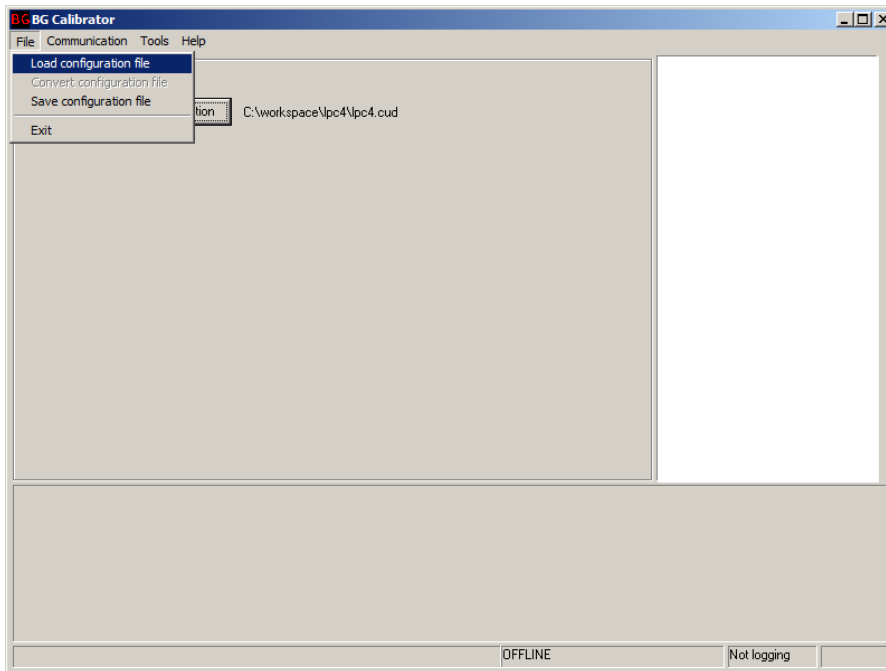 BG BG Calibrator
File Communication Tools Help
Load configuration file
Convert configuration file
Save configuration file
tion C:\workspace\lpc4\lpc4.cud
Exit
OFFLINE Not logging